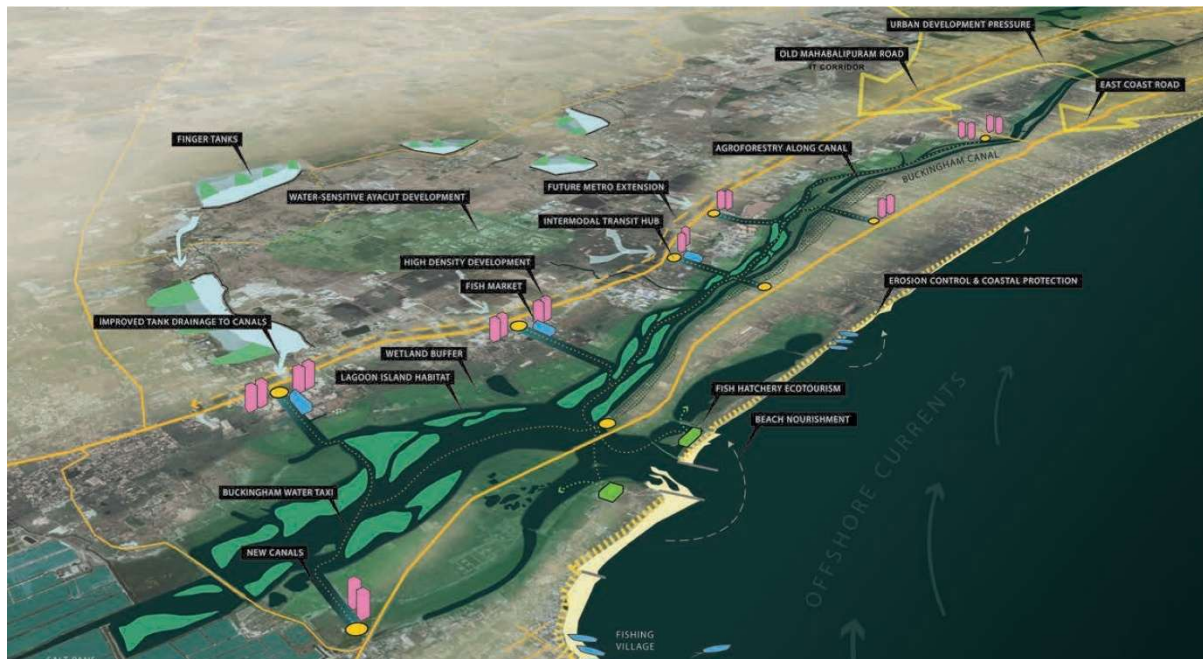 URBAN DEVELOPMENT PRESSURE
OLD MAHABALIPURAM ROAD
IT CORRIDOR
EAST COAST ROAD
FINGER TANKS
AGROFORESTRY ALONG CANAL
BUCKINGHAM CANAL
WATER-SENSITIVE AYACUT DEVELOPMENT
FUTURE METRO EXTENSION
INTERMODAL TRANSIT HUB
HIGH DENSITY DEVELOPMENT
FISH MARKET
EROSION CONTROL & COASTAL PROTECTION
IMPROVED TANK DRAINAGE TO CANALS
WETLAND BUFFER
LAGOON ISLAND HABITAT
FISH HATCHERY ECOTOURISM
BEACH NOURISHMENT
OFFSHORE CURRENTS
BUCKINGHAM WATER TAXI
NEW CANALS
FISHING
VILLAGE